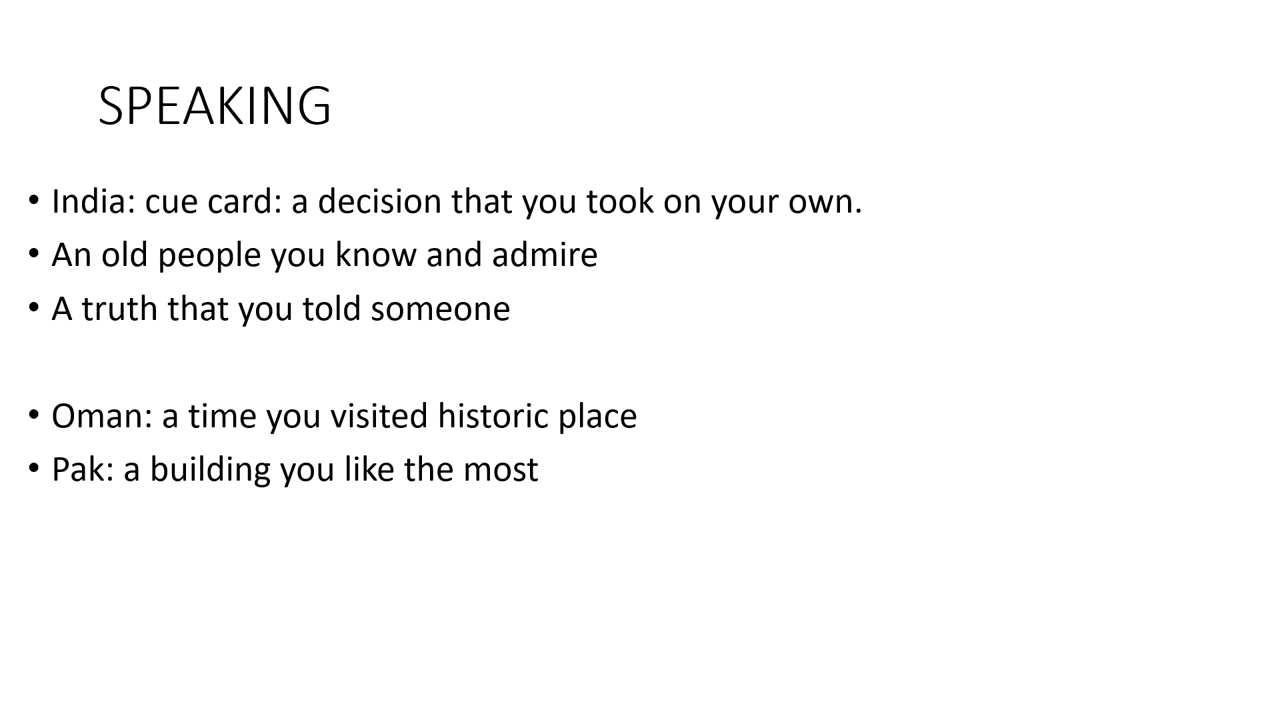 SPEAKING
• India: cue card: a decision that you took on your own.
• An old people you know and admire
• A truth that you told someone
• Oman: a time you visited historic place
• Pak: a building you like the most